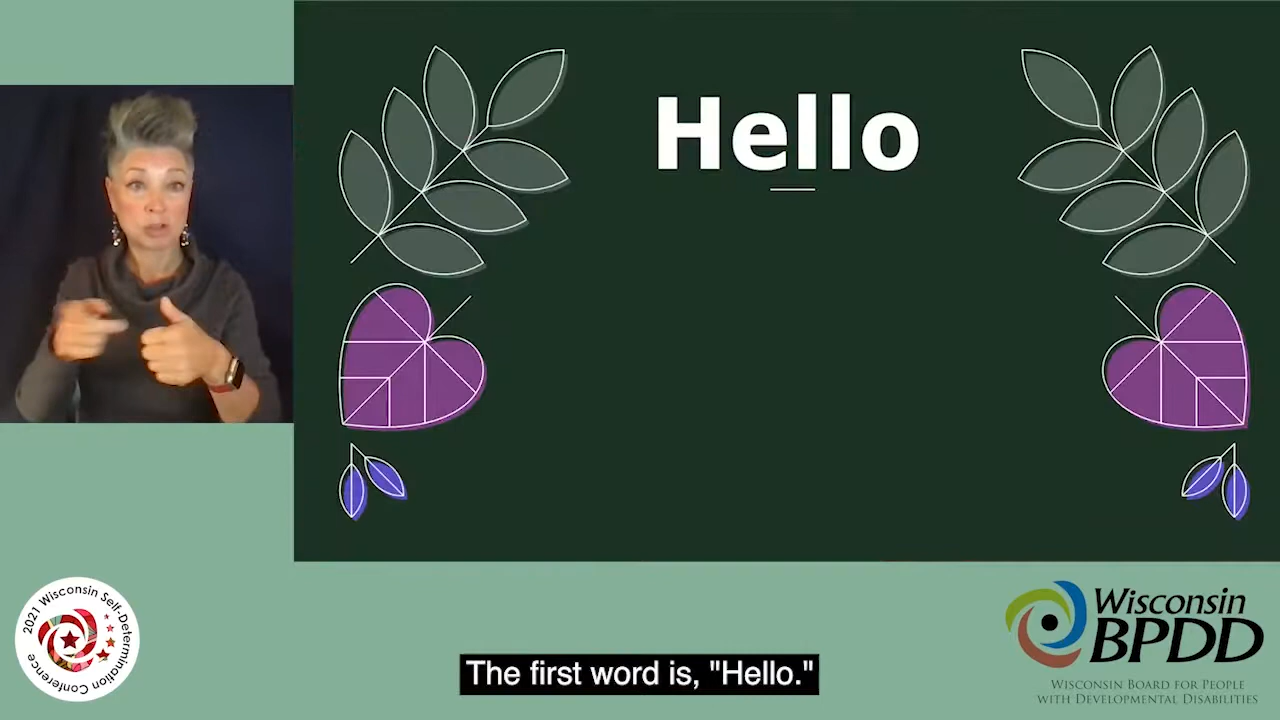 Hello
2021 Wisconsin Self-Determination Conference
Wisconsin
BPDD
Wisconsin Board for People
with Developmental Disabilities
The first word is, "Hello."